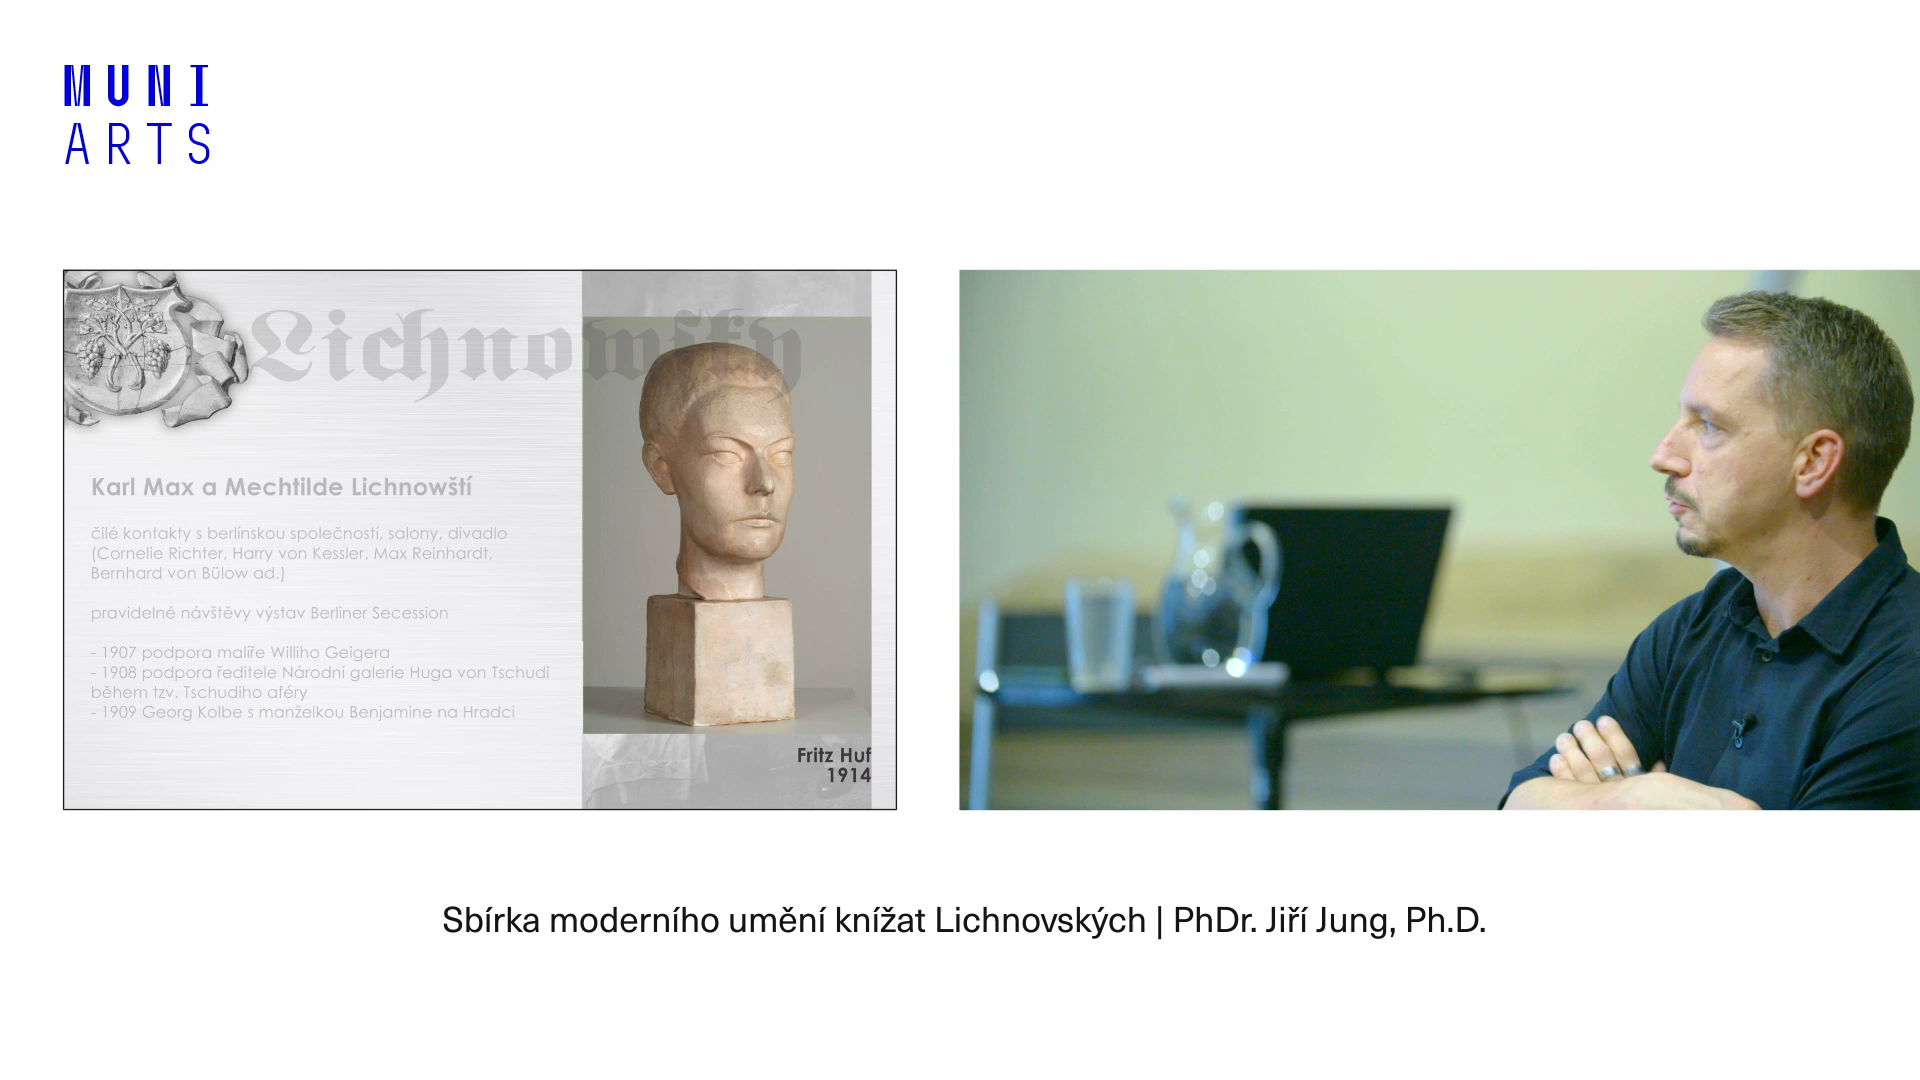 MUNI
ARTS
Lichnowsky
Karl Max a Mechtilde Lichnowští
čilé kontakty s berlínskou společností, salony, divadlo
(Cornelie Richter, Harry von Kessler, Max Reinhardt,
Bernhard von Bülow ad.)
pravidelné návštěvy výstav Berliner Secession
- 1907 podpora malíře Williho Geigera
- 1908 podpora ředitele Národní galerie Huga von Tschudi
během tzv. Tschudiho aféry
- 1909 Georg Kolbe s manželkou Benjamine na Hradci
Fritz Huf
1914
Sbírka moderního umění knížat Lichnovských | PhDr. Jiří Jung, Ph.D.